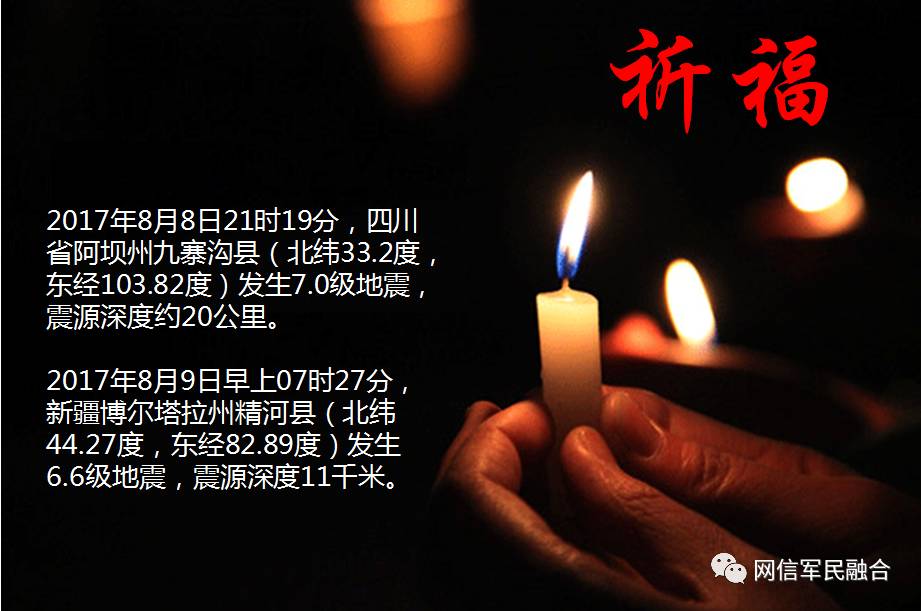 祈福
2017年8月8日21时19分，四川
省阿坝州九寨沟县（北纬33.2度，
东经103.82度）发生7.0级地震，
震源深度约20公里。
2017年8月9日早上07时27分，
新疆博尔塔拉州精河县（北纬
44.27度，东经82.89度）发生
6.6级地震，震源深度11千米。
网信军民融合